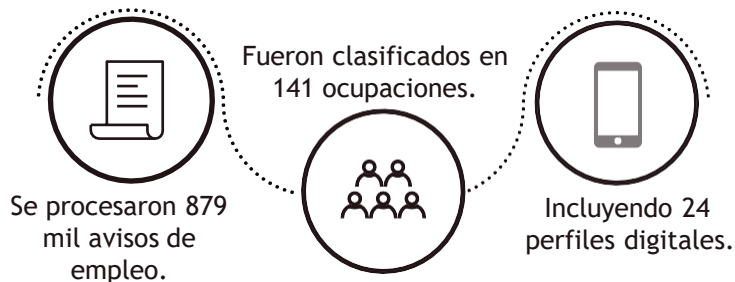 Se procesaron 879
mil avisos de
empleo.
Fueron clasificados en
141 ocupaciones.
Incluyendo 24
perfiles digitales.